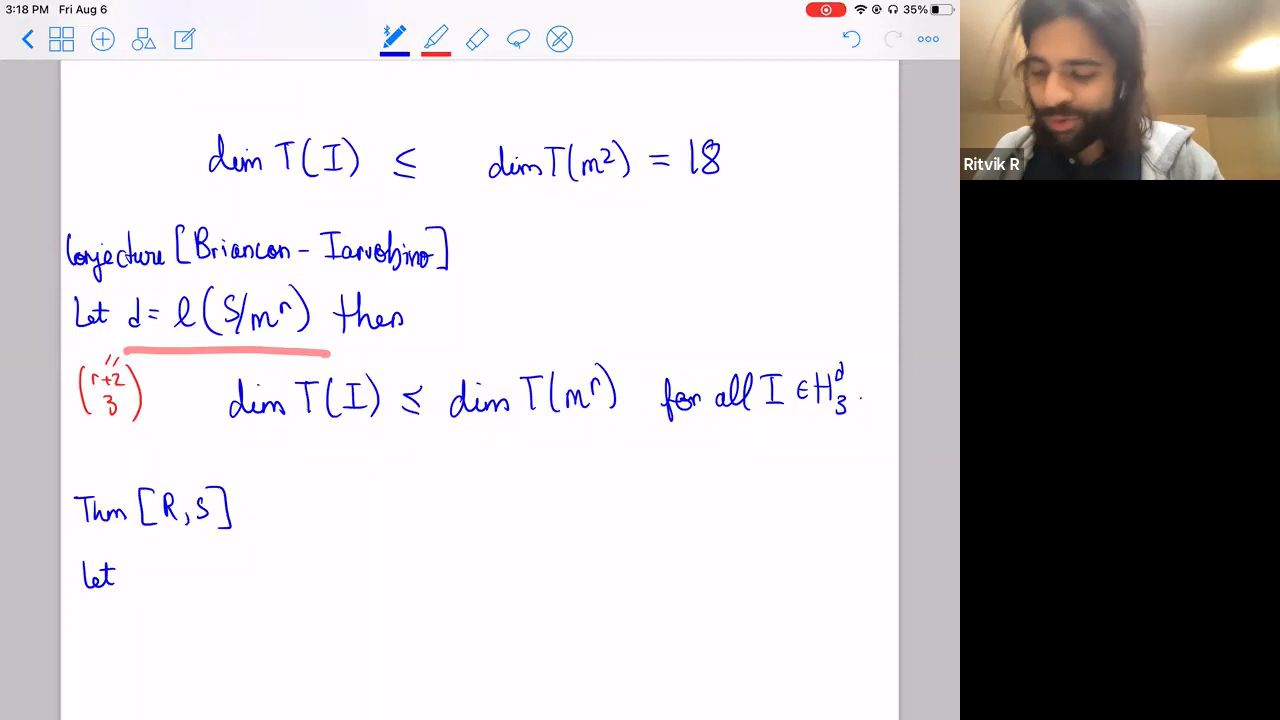 3:18 PM Fri Aug 6
35%
Ritvik R
dim T(I) ≤ dim T(m²) = 18
Conjecture [Briancon - Iarrobino]
Let d = ℓ(S/mʳ) then
(r+2 3)
dim T(I) ≤ dim T(mʳ) for all I ∈ H₃ᵈ.
Thm [R, S]
Let